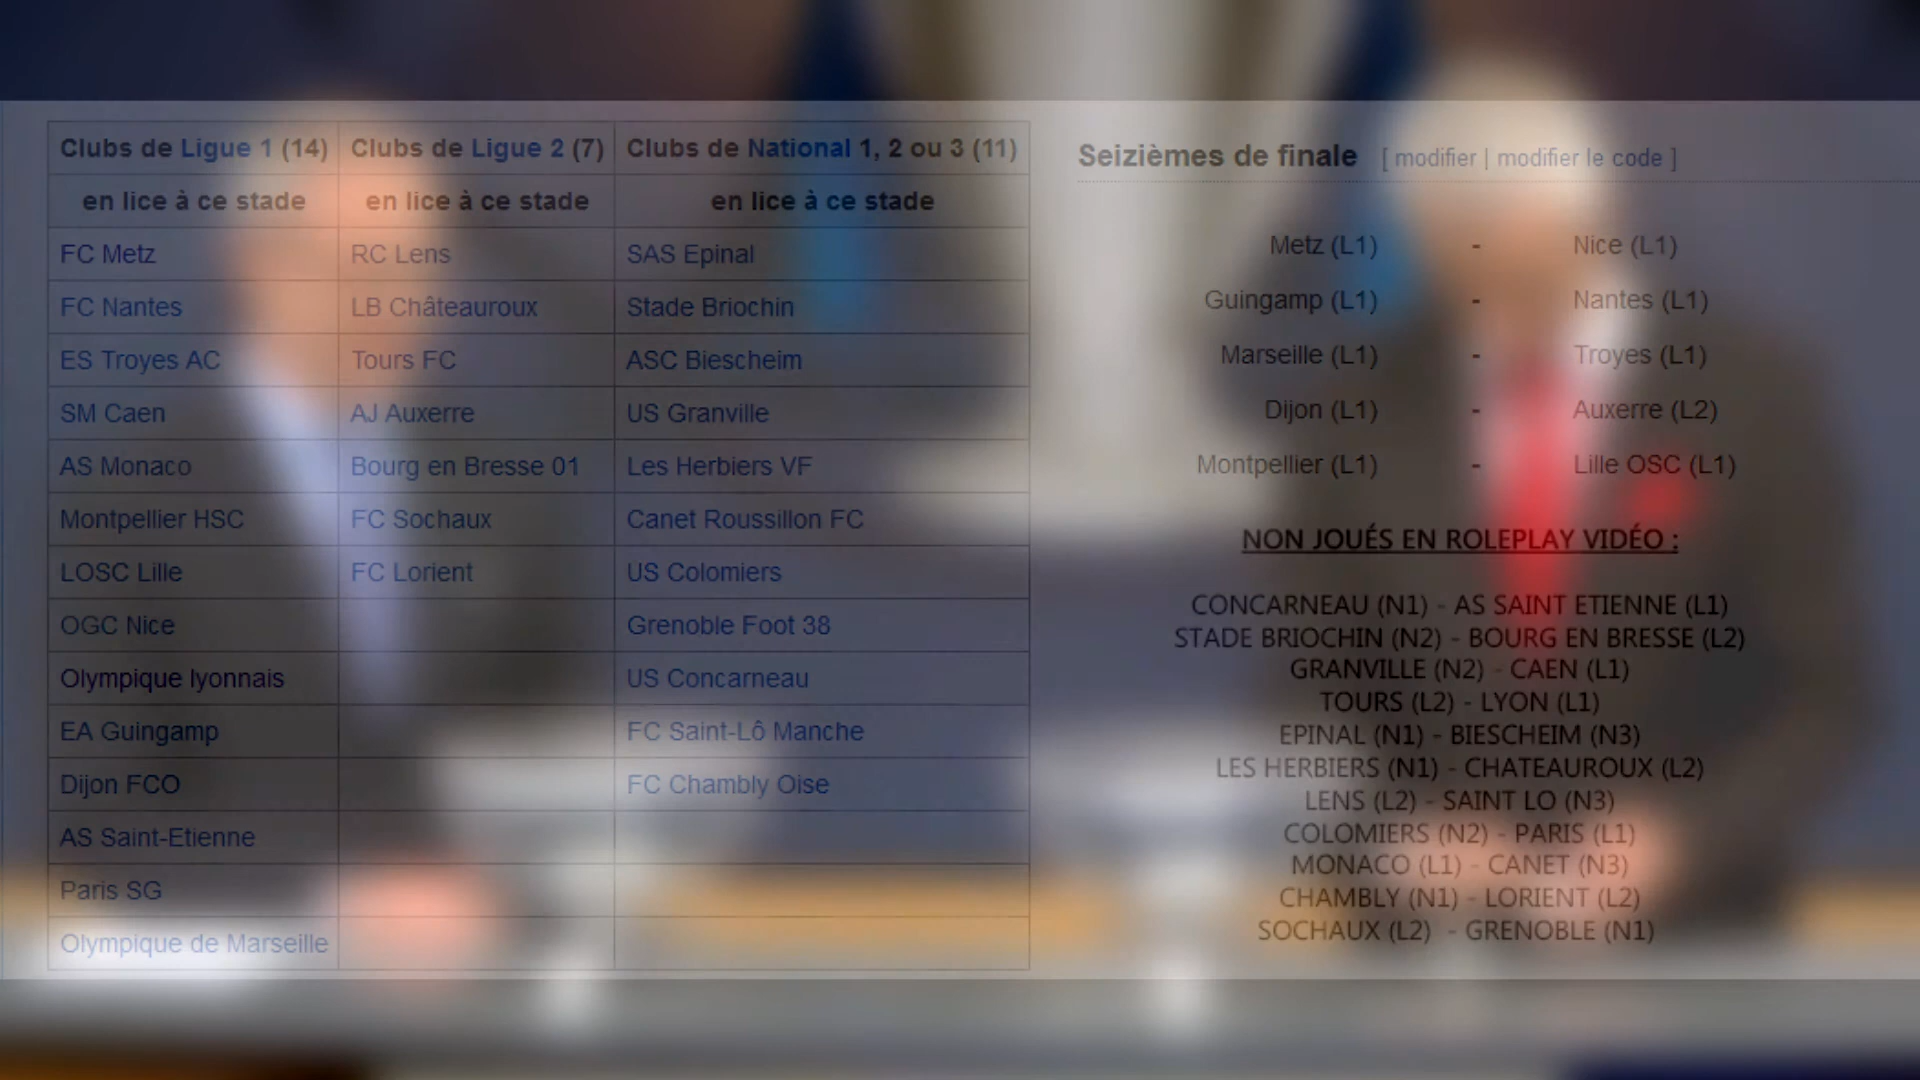 Clubs de Ligue 1 (14) Clubs de Ligue 2 (7) Clubs de National 1, 2 ou 3 (11)
en lice à ce stade en lice à ce stade en lice à ce stade
FC Metz RC Lens SAS Epinal
FC Nantes LB Châteauroux Stade Briochin
ES Troyes AC Tours FC ASC Biescheim
SM Caen AJ Auxerre US Granville
AS Monaco Bourg en Bresse 01 Les Herbiers VF
Montpellier HSC FC Sochaux Canet Roussillon FC
LOSC Lille FC Lorient US Colomiers
OGC Nice Grenoble Foot 38
Olympique lyonnais US Concarneau
EA Guingamp FC Saint-Lô Manche
Dijon FCO FC Chambly Oise
AS Saint-Etienne
Paris SG
Olympique de Marseille
Seizièmes de finale [ modifier | modifier le code ]
Metz (L1) - Nice (L1)
Guingamp (L1) - Nantes (L1)
Marseille (L1) - Troyes (L1)
Dijon (L1) - Auxerre (L2)
Montpellier (L1) - Lille OSC (L1)
NON JOUÉS EN ROLEPLAY VIDÉO :
CONCARNEAU (N1) - AS SAINT ETIENNE (L1)
STADE BRIOCHIN (N2) - BOURG EN BRESSE (L2)
GRANVILLE (N2) - CAEN (L1)
TOURS (L2) - LYON (L1)
EPINAL (N1) - BIESCHEIM (N3)
LES HERBIERS (N1) - CHATEAUROUX (L2)
LENS (L2) - SAINT LO (N3)
COLOMIERS (N2) - PARIS (L1)
MONACO (L1) - CANET (N3)
CHAMBLY (N1) - LORIENT (L2)
SOCHAUX (L2) - GRENOBLE (N1)